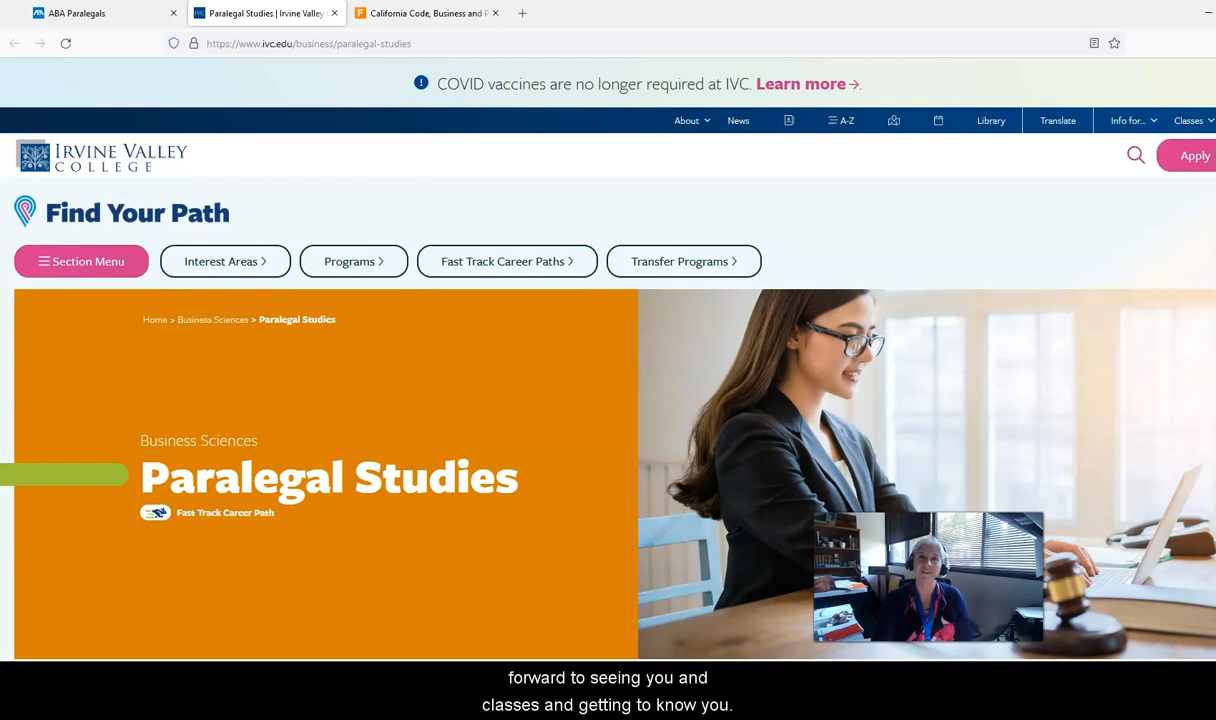 ABA Paralegals
Paralegal Studies | Irvine Valley
California Code, Business and P
https://www.ivc.edu/business/paralegal-studies
COVID vaccines are no longer required at IVC. Learn more
About
News
A-Z
Library
Translate
Info for...
Classes
IRVINE VALLEY
COLLEGE
Apply
Find Your Path
Section Menu
Interest Areas
Programs
Fast Track Career Paths
Transfer Programs
Home > Business Sciences > Paralegal Studies
Business Sciences
Paralegal Studies
Fast Track Career Path
forward to seeing you and
classes and getting to know you.